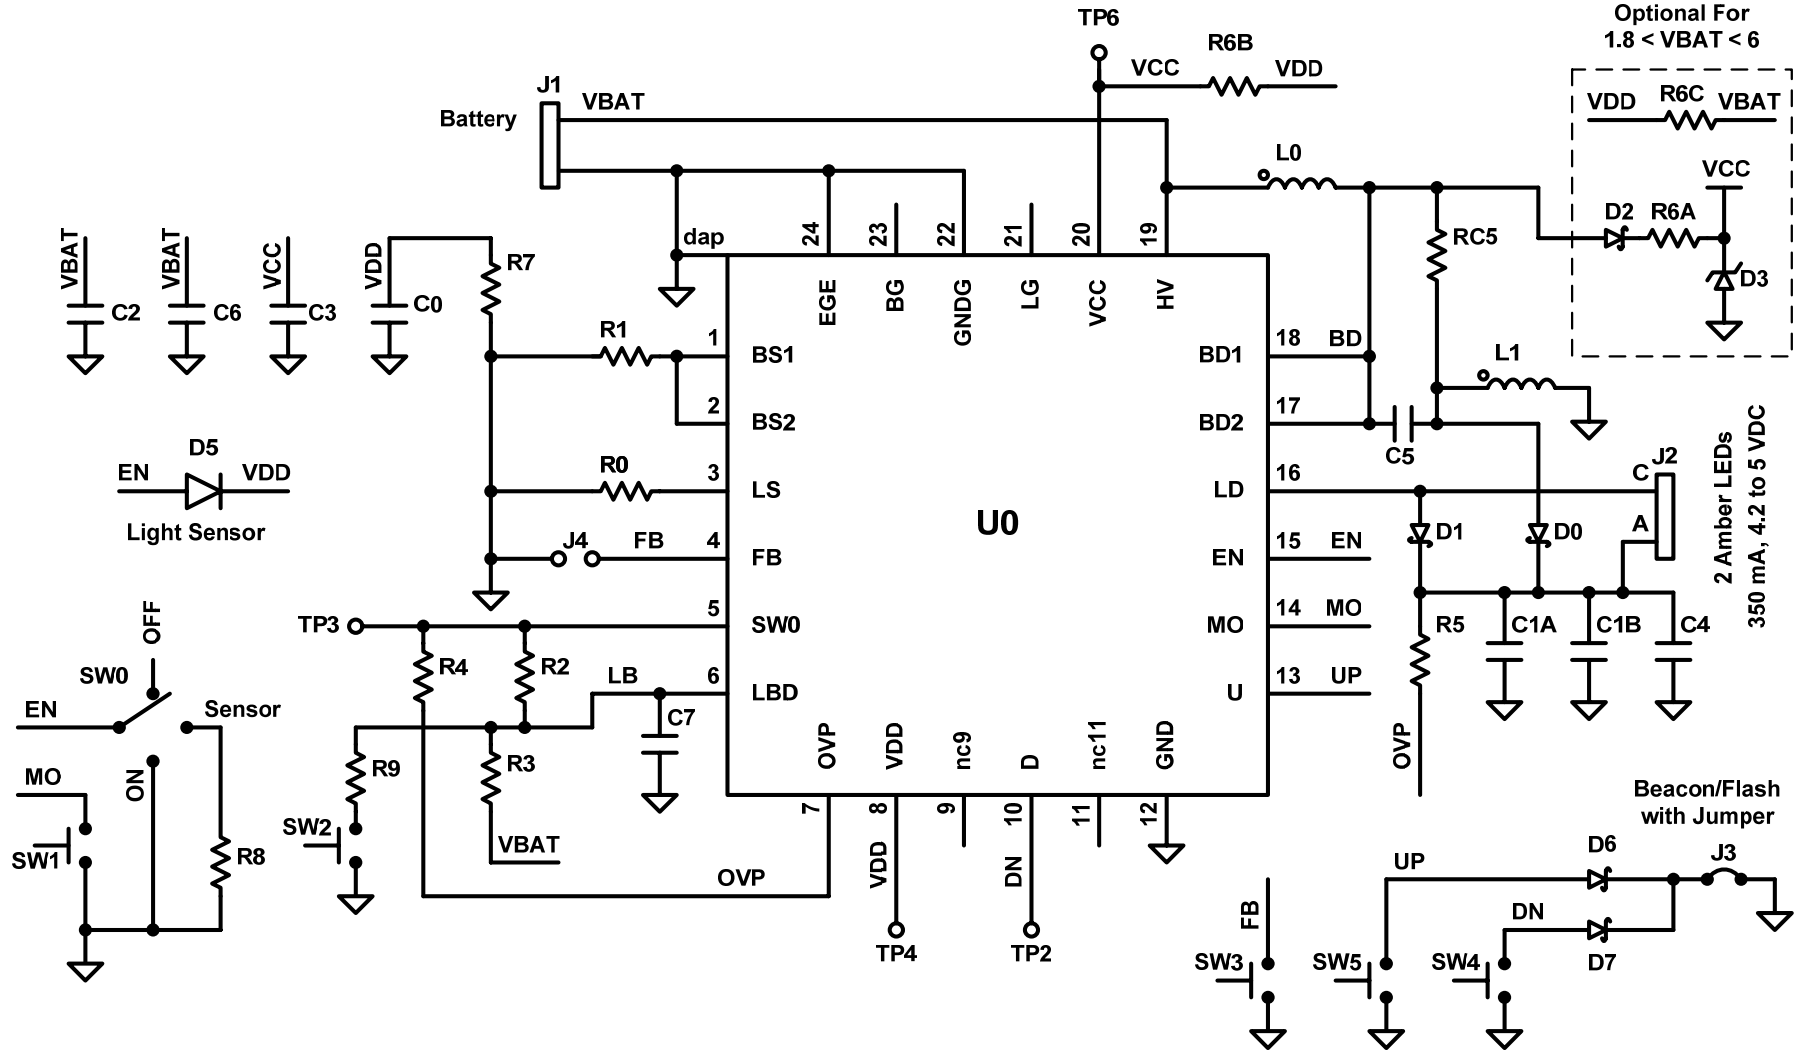 TP6
Optional For
1.8 < VBAT < 6
R6B
VCC
VDD
J1
VBAT
Battery
VDD
R6C
VBAT
L0
VCC
D2
R6A
D3
RC5
L1
VBAT
C2
VBAT
C6
VCC
C3
VDD
C0
R7
dap
24
23
22
21
20
19
EGE
BG
GNDG
LG
VCC
HV
R1
1
BS1
2
BS2
R0
3
LS
J4
FB
4
FB
5
SW0
6
LBD
18
BD
BD1
17
BD2
C5
16
LD
15
EN
EN
14
MO
MO
13
UP
U
U0
D5
EN
VDD
Light Sensor
J2
C
A
D1
D0
2 Amber LEDs
350 mA, 4.2 to 5 VDC
R5
C1A
C1B
C4
OVP
TP3
R4
R2
LB
C7
OFF
SW0
EN
Sensor
MO
ON
SW1
R8
R9
R3
SW2
VBAT
OVP
OVP
VDD
nc9
D
nc11
GND
7
8
9
10
11
12
VDD
DN
TP4
TP2
Beacon/Flash
with Jumper
D6
J3
UP
DN
D7
FB
SW3
SW5
SW4